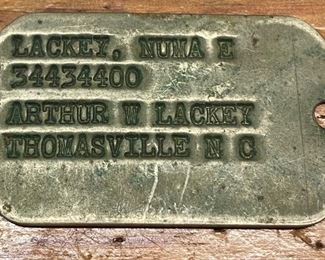 LACKEY, NUMA E
34434400
ARTHUR W LACKEY
THOMASVILLE N C